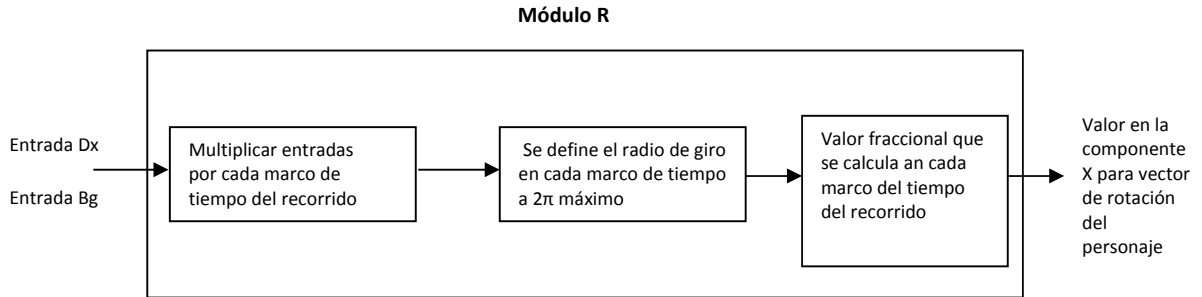 Módulo R
Entrada Dx
Entrada Bg
Multiplicar entradas
por cada marco de
tiempo del recorrido
Se define el radio de giro
en cada marco de tiempo
a 2π máximo
Valor fraccional que
se calcula an cada
marco del tiempo
del recorrido
Valor en la
componente
X para vector
de rotación
del
personaje